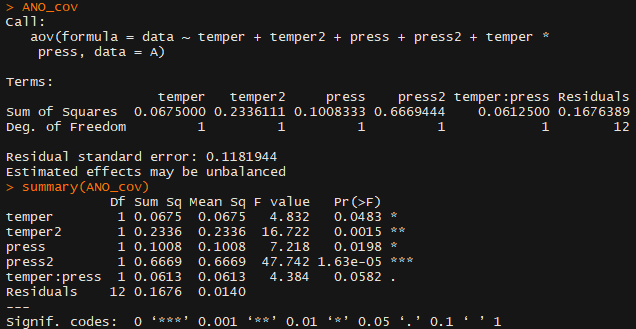 > ANO_cov
Call:
   aov(formula = data ~ temper + temper2 + press + press2 + temper *
    press, data = A)
Terms:
                    temper   temper2     press    press2 temper:press Residuals
Sum of Squares  0.0675000 0.2336111 0.1008333 0.6669444    0.0612500 0.1676389
Deg. of Freedom         1         1         1         1            1        12
Residual standard error: 0.1181944
Estimated effects may be unbalanced
> summary(ANO_cov)
             Df Sum Sq Mean Sq F value   Pr(>F)
temper        1 0.0675  0.0675   4.832   0.0483 *
temper2       1 0.2336  0.2336  16.722   0.0015 **
press         1 0.1008  0.1008   7.218   0.0198 *
press2        1 0.6669  0.6669  47.742 1.63e-05 ***
temper:press  1 0.0613  0.0613   4.384   0.0582 .
Residuals    12 0.1676  0.0140
---
Signif. codes:  0 ‘***’ 0.001 ‘**’ 0.01 ‘*’ 0.05 ‘.’ 0.1 ‘ ’ 1